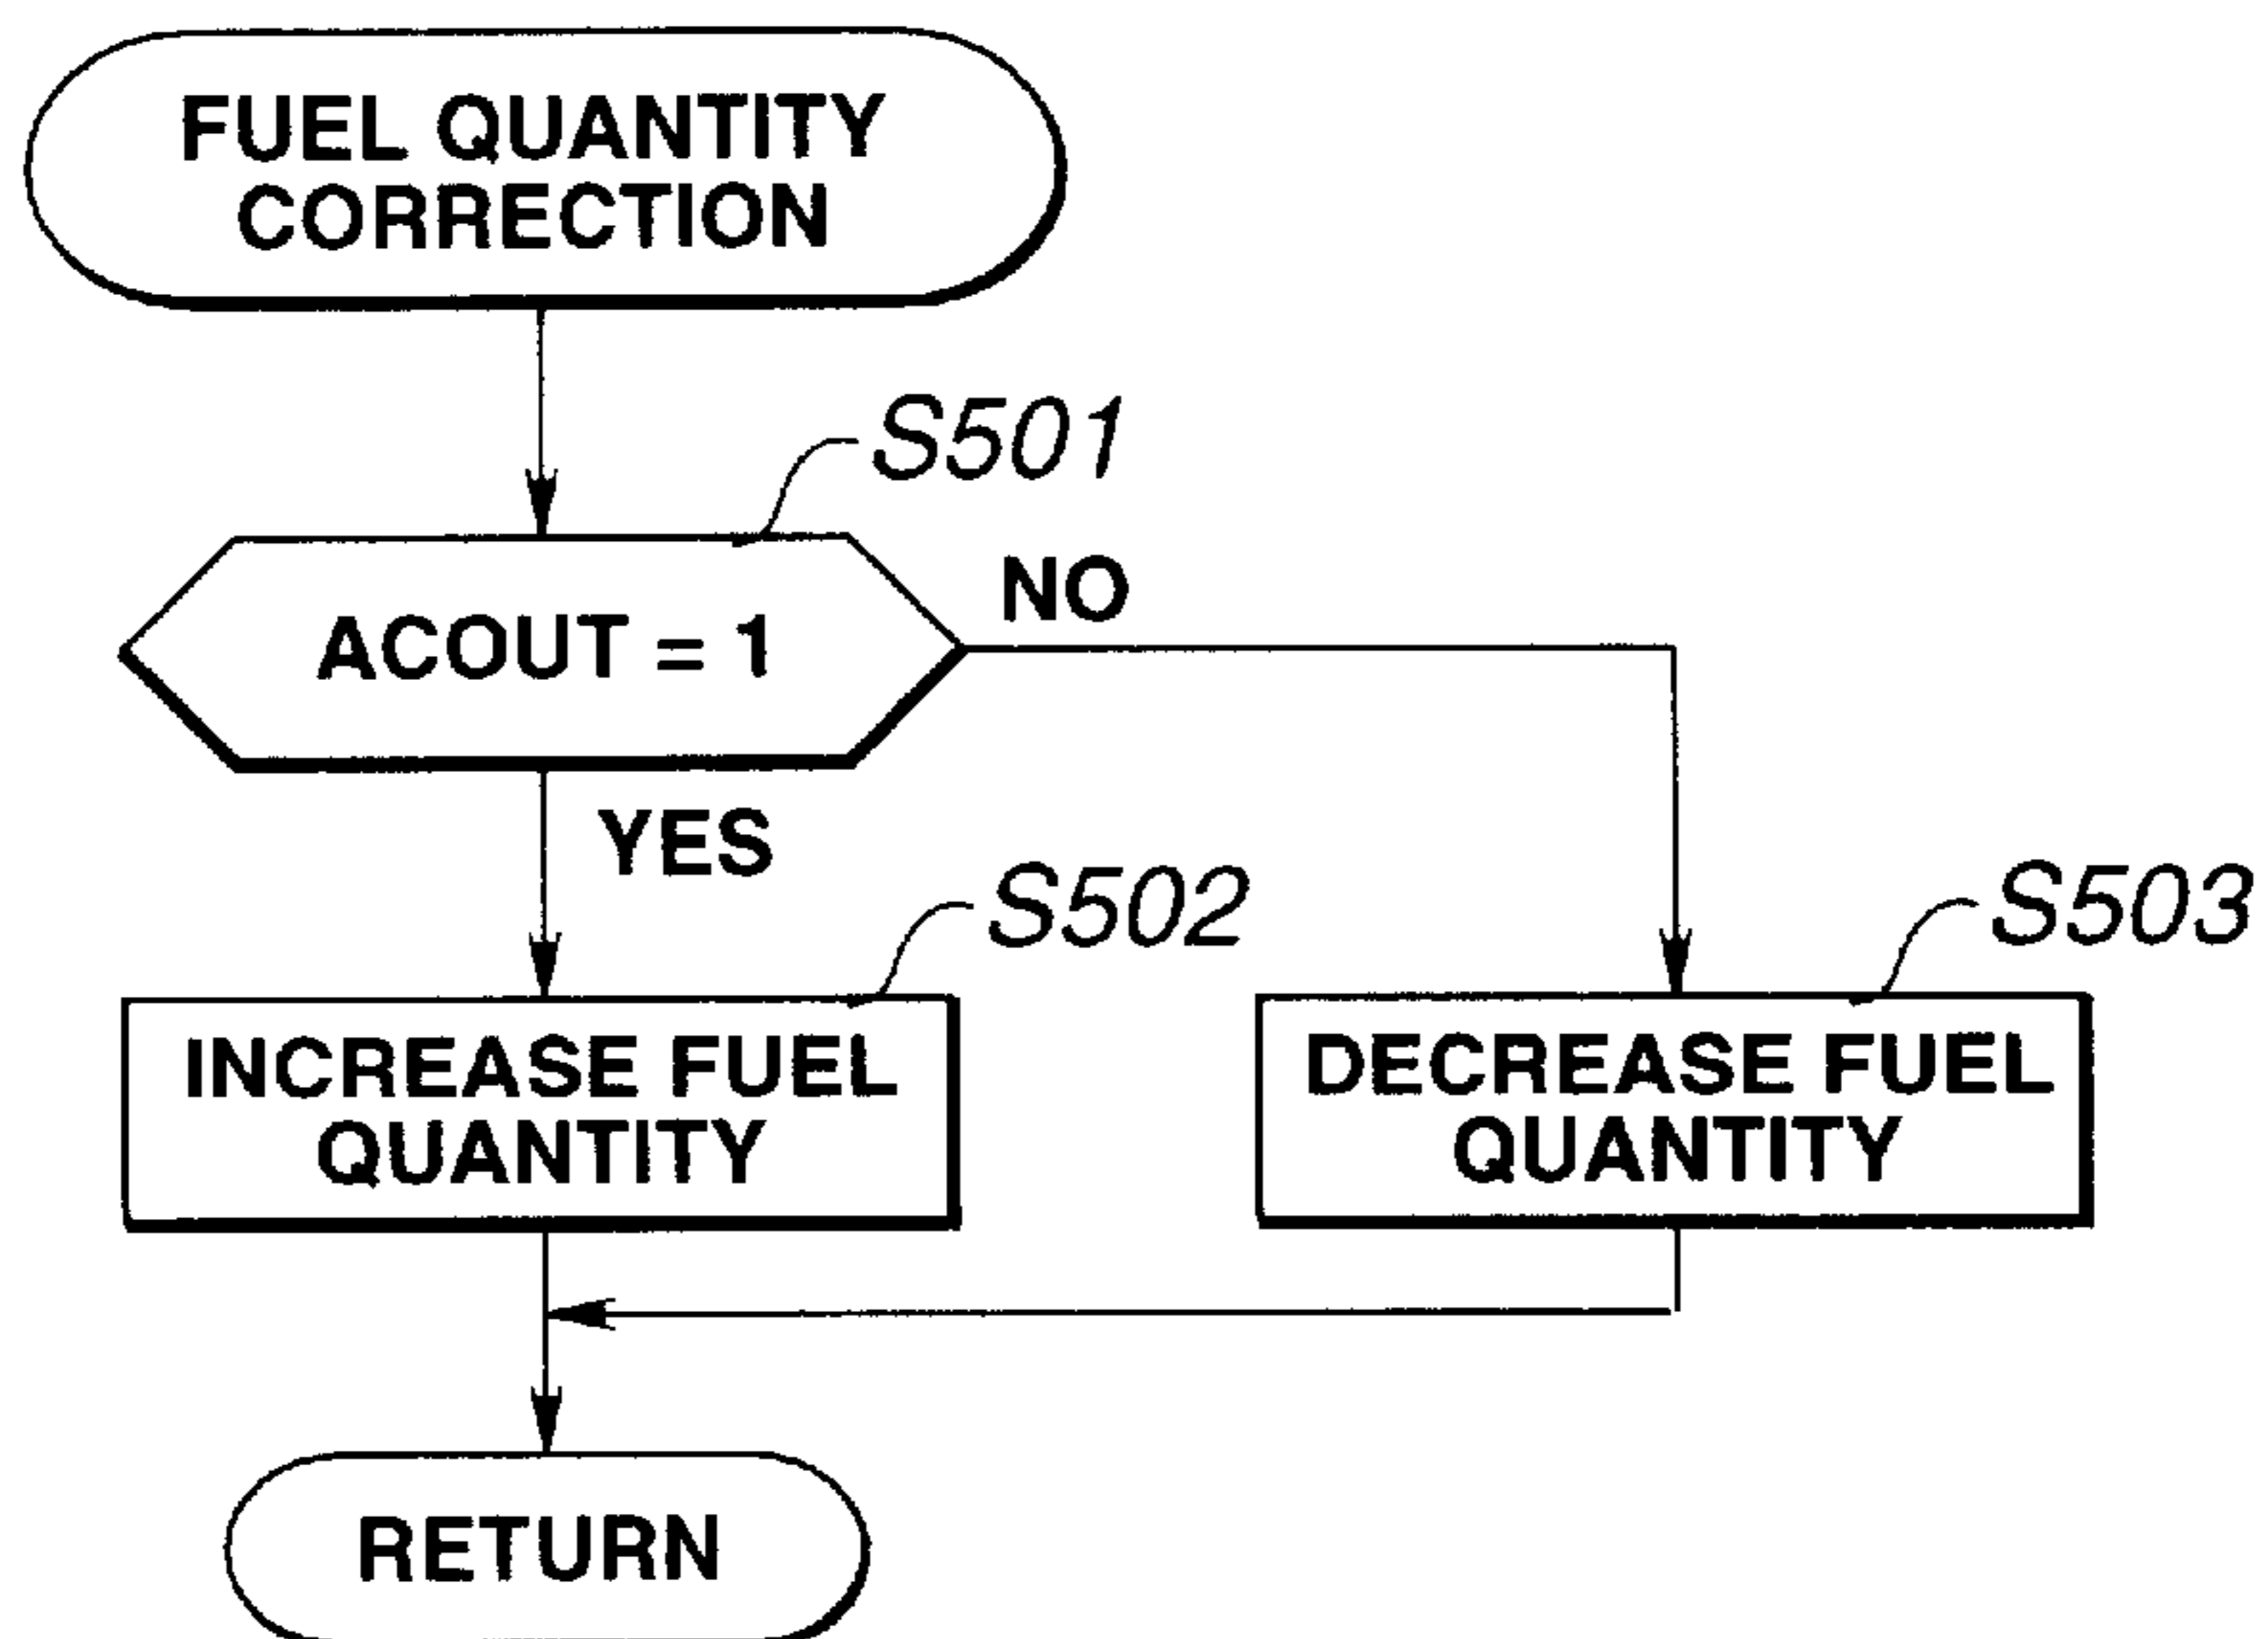 FUEL QUANTITY
CORRECTION
S501
ACOUT = 1
NO
YES
S502
S503
INCREASE FUEL
QUANTITY
DECREASE FUEL
QUANTITY
RETURN